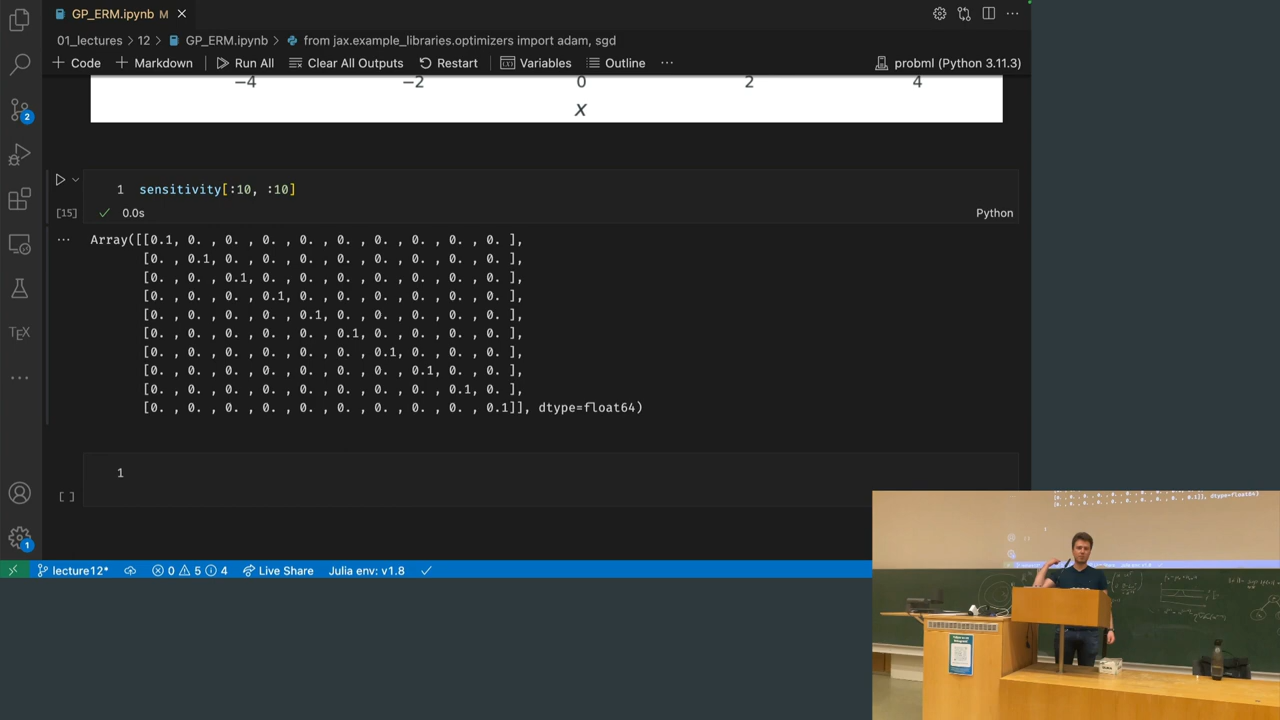 GP_ERM.ipynb M
01_lectures > 12 > GP_ERM.ipynb > from jax.example_libraries.optimizers import adam, sgd
+ Code + Markdown Run All Clear All Outputs Restart Variables Outline ... probml (Python 3.11.3)
−4 −2 0 2 4
x
1 sensitivity[:10, :10]
[15] 0.0s Python
... Array([[0.1, 0. , 0. , 0. , 0. , 0. , 0. , 0. , 0. , 0. ],
[0. , 0.1, 0. , 0. , 0. , 0. , 0. , 0. , 0. , 0. ],
[0. , 0. , 0.1, 0. , 0. , 0. , 0. , 0. , 0. , 0. ],
[0. , 0. , 0. , 0.1, 0. , 0. , 0. , 0. , 0. , 0. ],
[0. , 0. , 0. , 0. , 0.1, 0. , 0. , 0. , 0. , 0. ],
[0. , 0. , 0. , 0. , 0. , 0.1, 0. , 0. , 0. , 0. ],
[0. , 0. , 0. , 0. , 0. , 0. , 0.1, 0. , 0. , 0. ],
[0. , 0. , 0. , 0. , 0. , 0. , 0. , 0.1, 0. , 0. ],
[0. , 0. , 0. , 0. , 0. , 0. , 0. , 0. , 0.1, 0. ],
[0. , 0. , 0. , 0. , 0. , 0. , 0. , 0. , 0. , 0.1]], dtype=float64)
1
[ ]
2
TEX
1
lecture12* 0 5 4 Live Share Julia env: v1.8